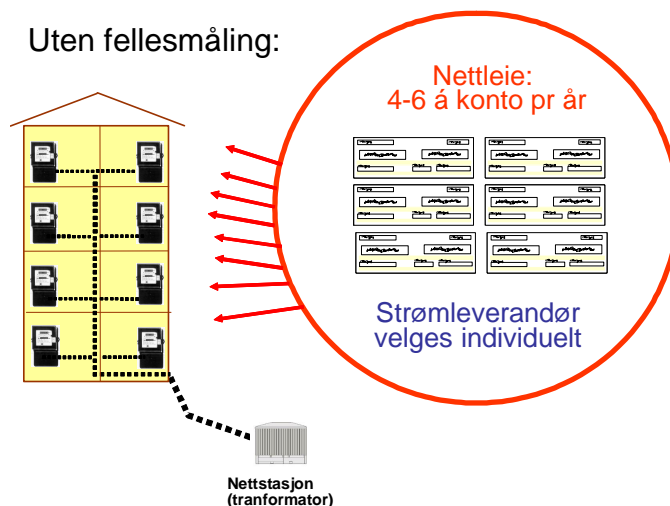 Uten fellesmåling:
Nettleie:
4-6 á konto pr år
Strømleverandør
velges individuelt
Nettstasjon
(tranformator)